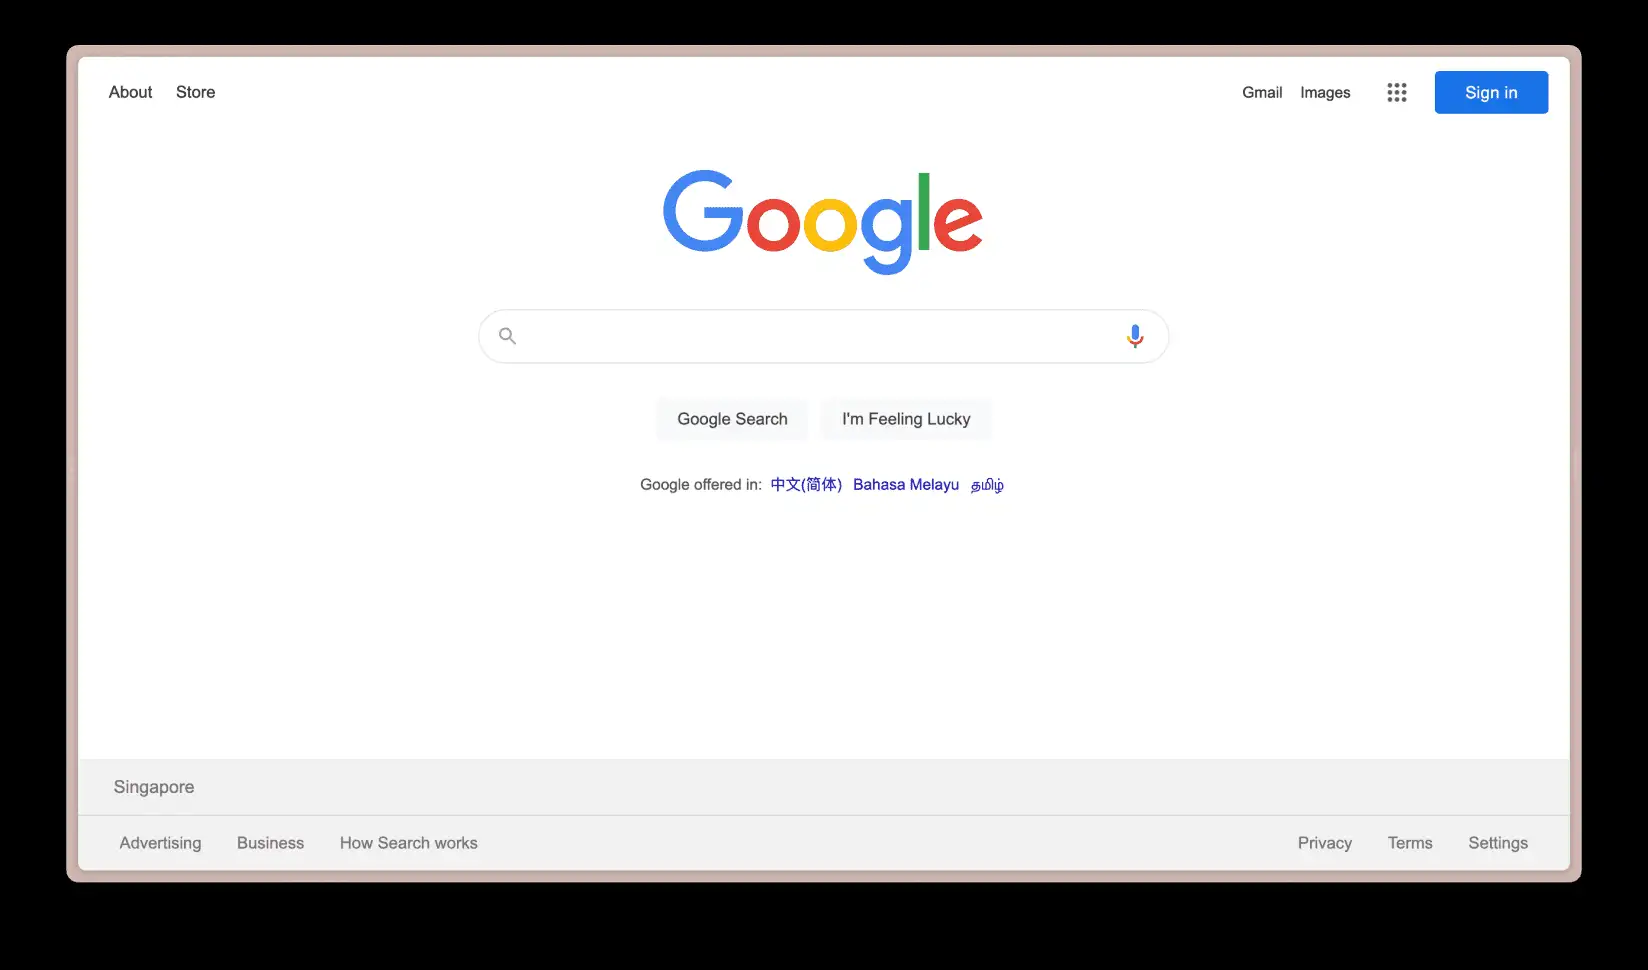 About Store Gmail Images Sign in
Google
Google Search I'm Feeling Lucky
Google offered in: 中文(简体) Bahasa Melayu தமிழ்
Singapore
Advertising Business How Search works Privacy Terms Settings